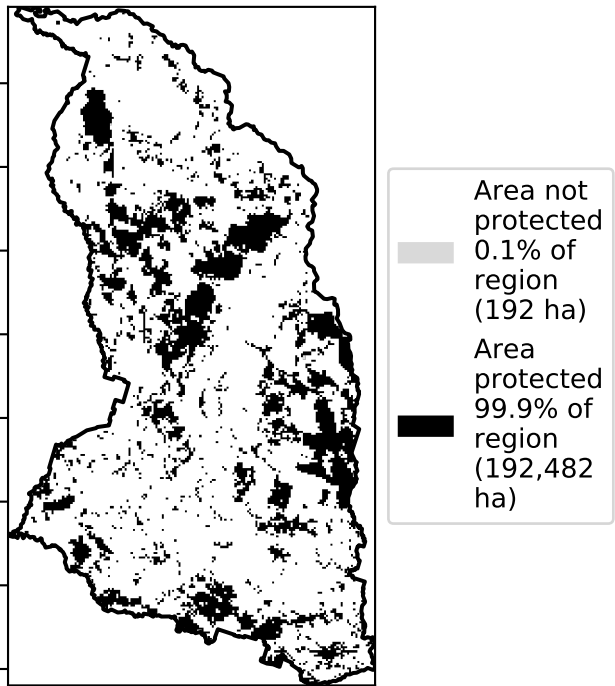 Area not
protected
0.1% of
region
(192 ha)
Area
protected
99.9% of
region
(192,482
ha)